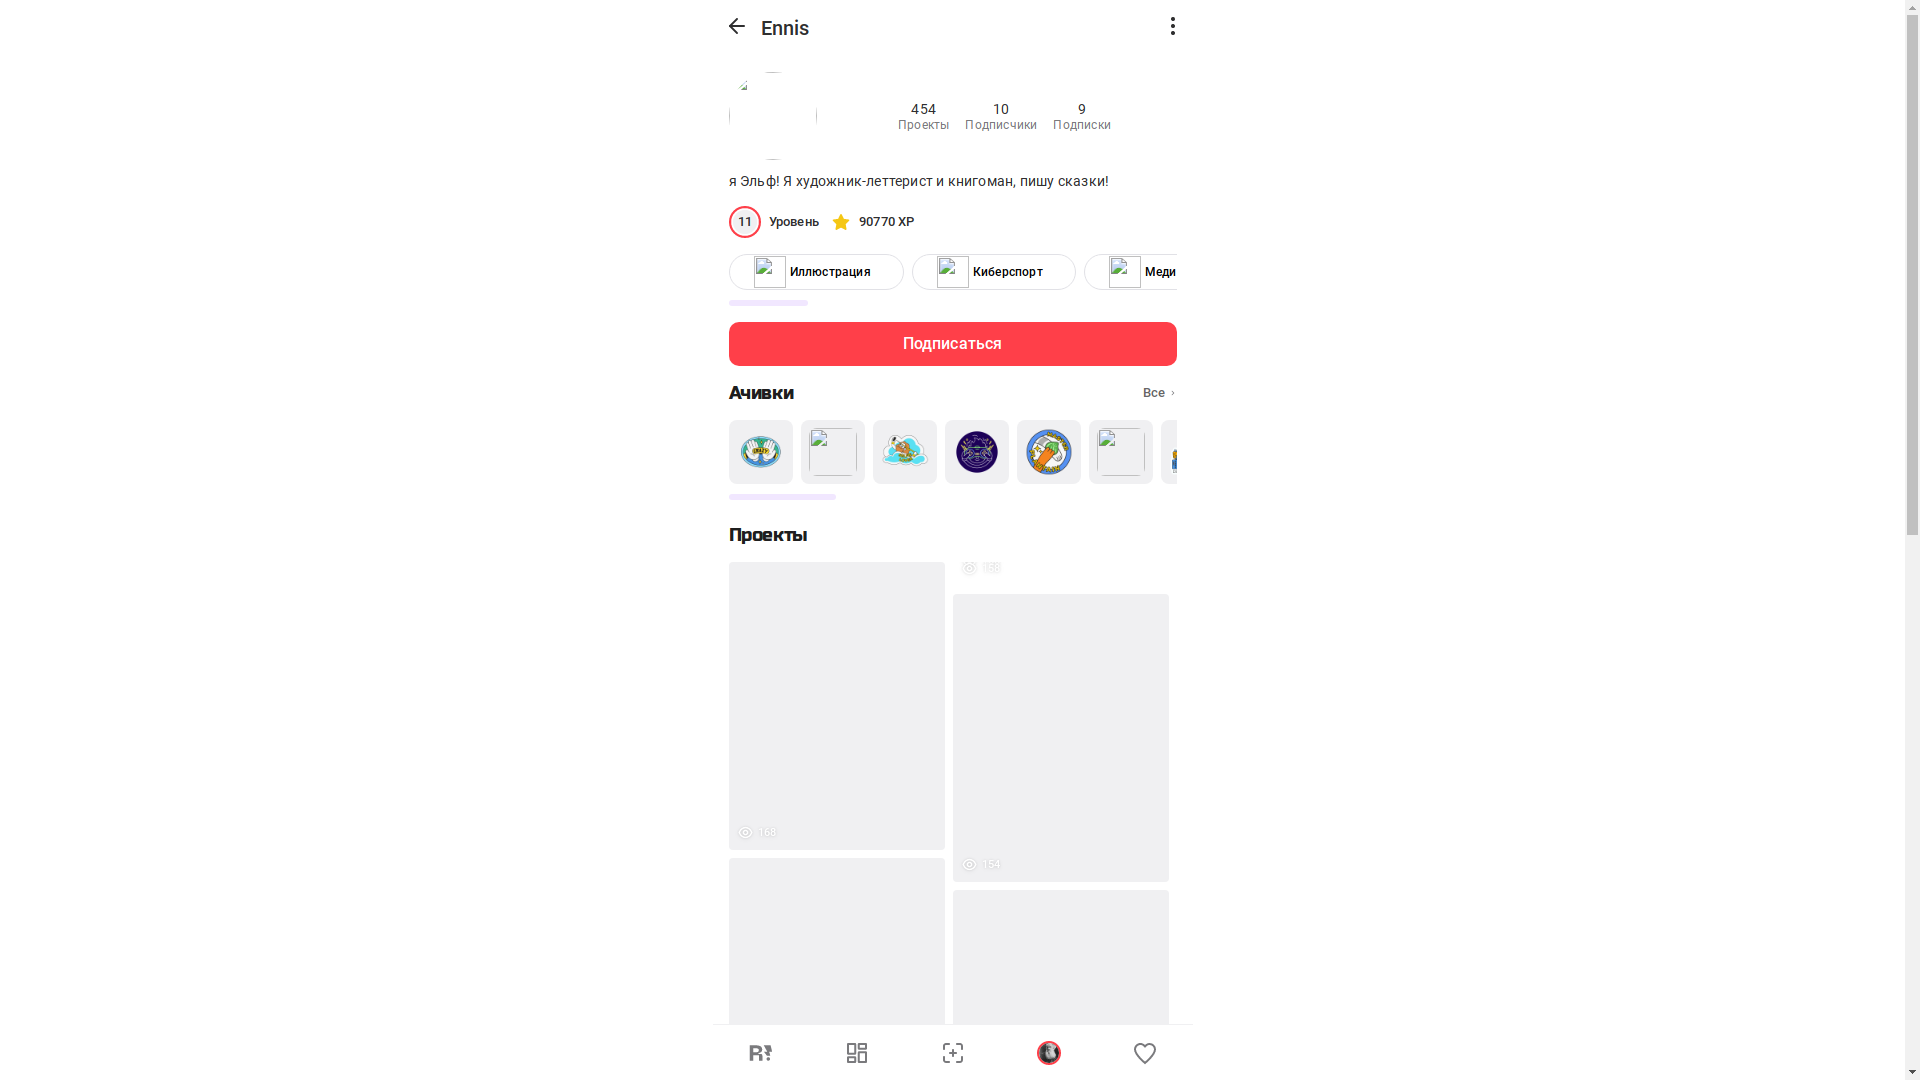 Ennis
454
Проекты
10
Подписчики
9
Подписки
я Эльф! Я художник-леттерист и книгоман, пишу сказки!
11 Уровень 90770 XP
Иллюстрация
Киберспорт
Меди
Подписаться
Ачивки
Все
Проекты
168
154
R